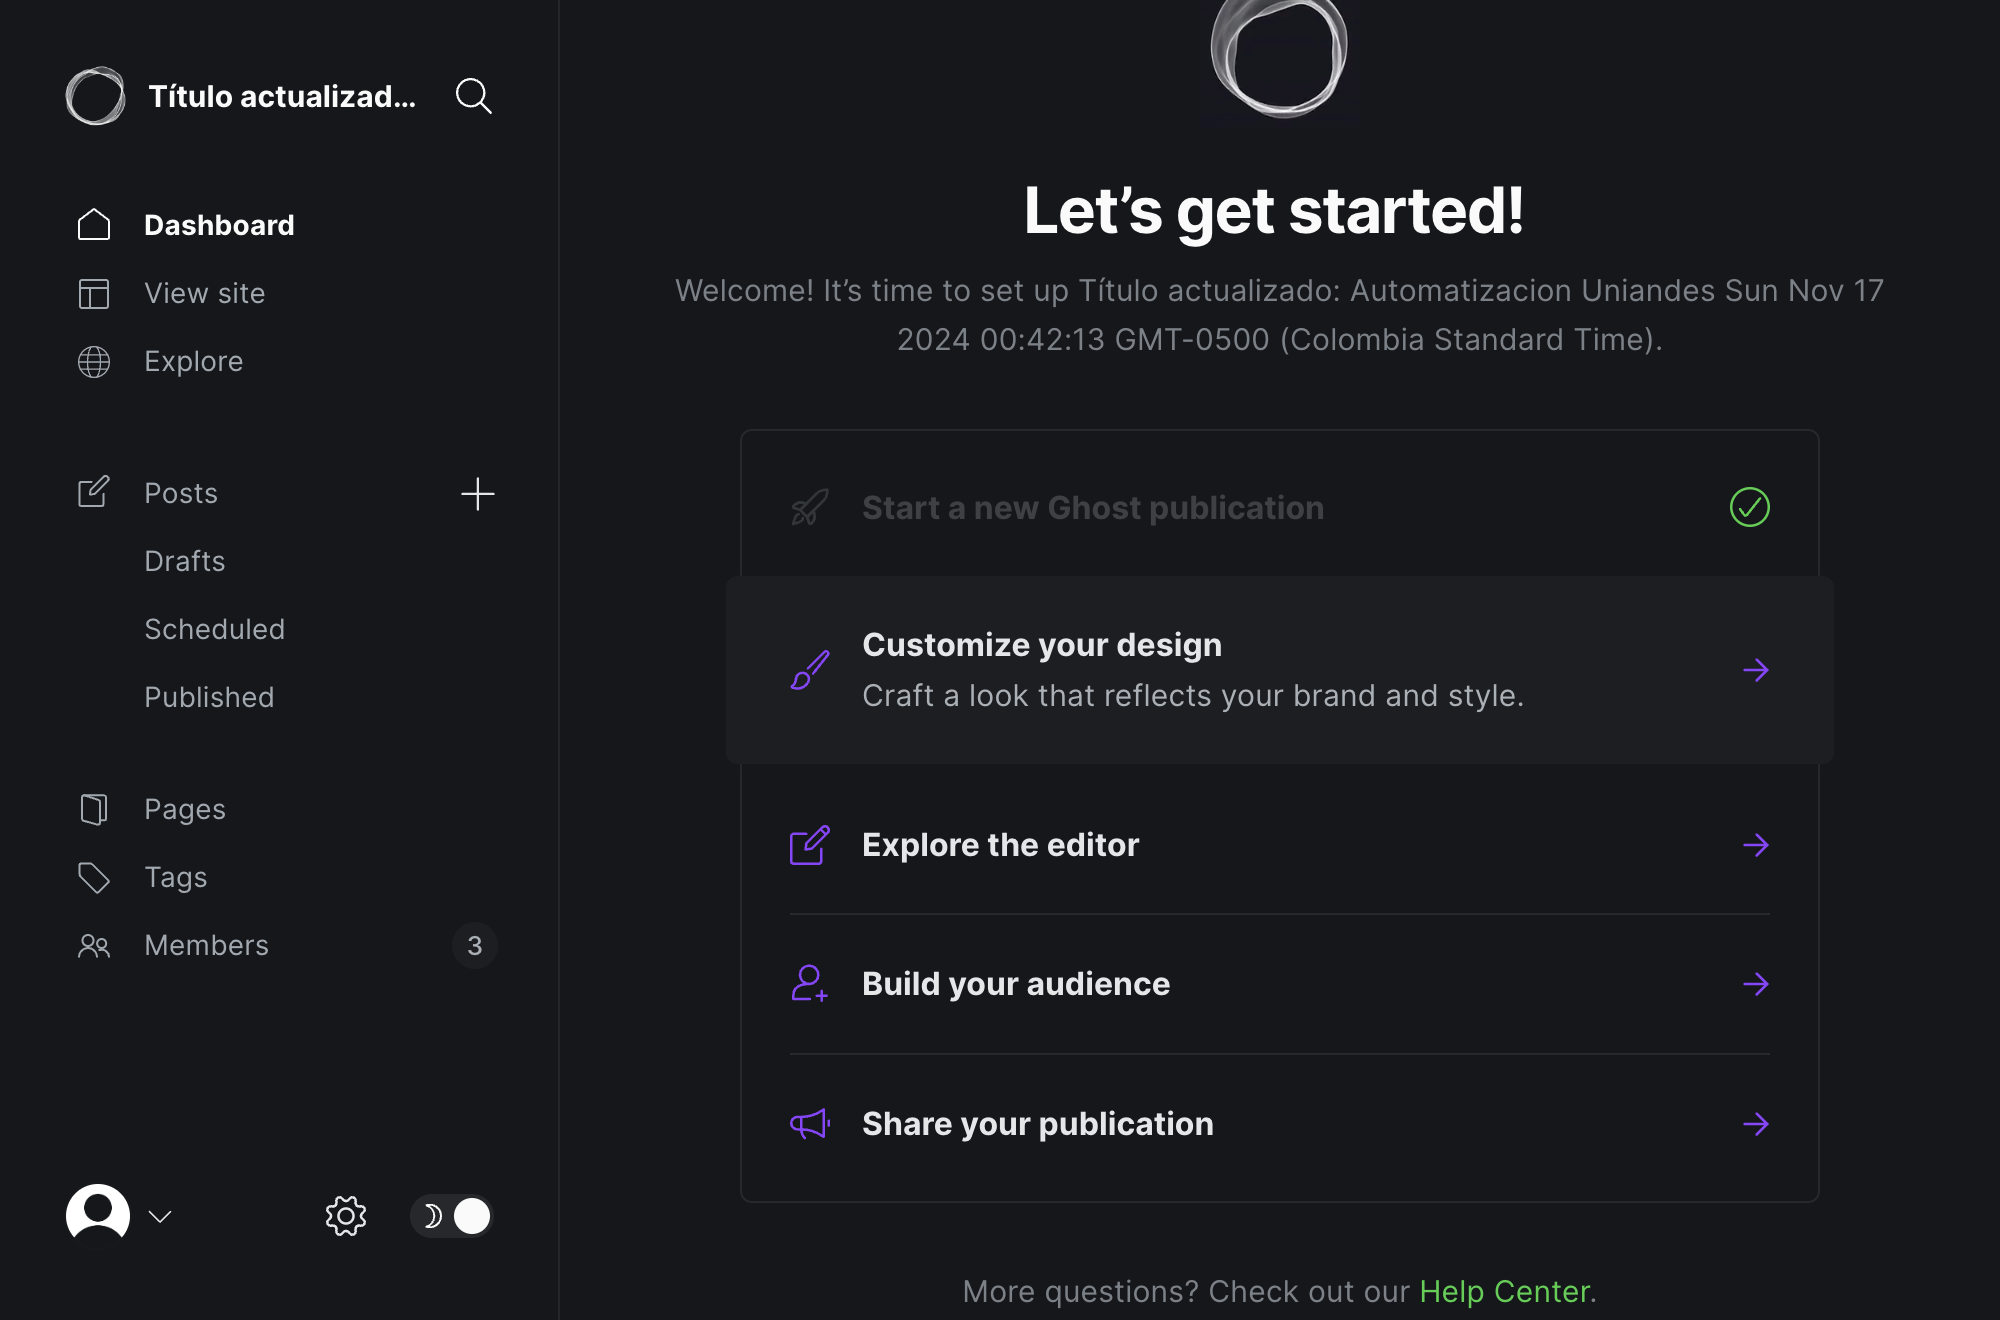 Título actualizad...
Dashboard
View site
Explore
Posts
Drafts
Scheduled
Published
Pages
Tags
Members
3
Let’s get started!
Welcome! It’s time to set up Título actualizado: Automatizacion Uniandes Sun Nov 17
2024 00:42:13 GMT-0500 (Colombia Standard Time).
Start a new Ghost publication
Customize your design
Craft a look that reflects your brand and style.
Explore the editor
Build your audience
Share your publication
More questions? Check out our Help Center.